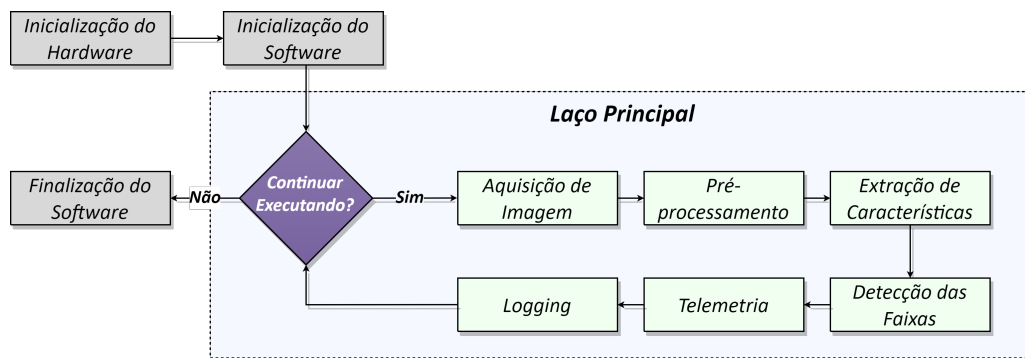 Inicialização do
Hardware
Inicialização do
Software
Laço Principal
Finalização do
Software
Não
Continuar
Executando?
Sim
Aquisição de
Imagem
Pré-
processamento
Extração de
Características
Logging
Telemetria
Detecção das
Faixas